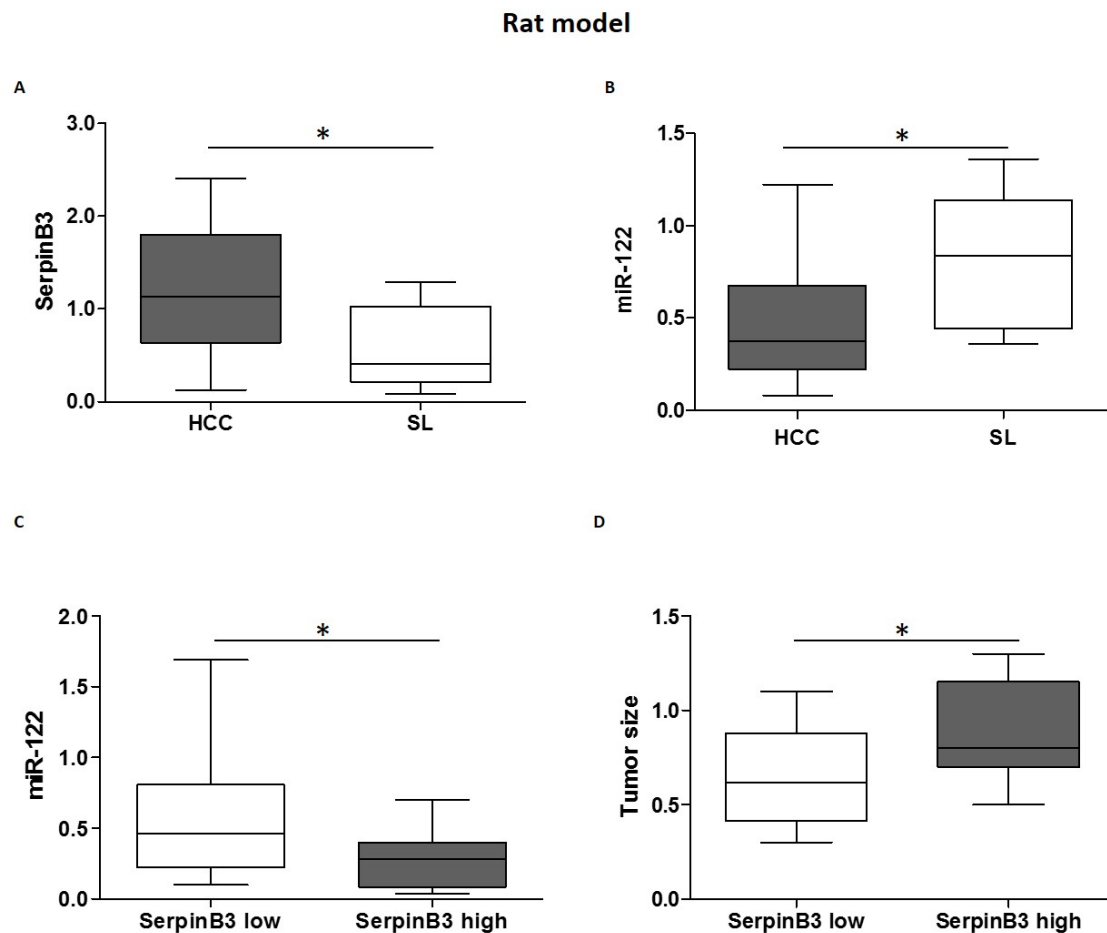 Rat model
A
SerpinB3
3.0
2.0
1.0
0.0
*
HCC SL
B
miR-122
1.5
1.0
0.5
0.0
*
HCC SL
C
miR-122
2.0
1.5
1.0
0.5
0.0
*
SerpinB3 low SerpinB3 high
D
Tumor size
1.5
1.0
0.5
0.0
*
SerpinB3 low SerpinB3 high